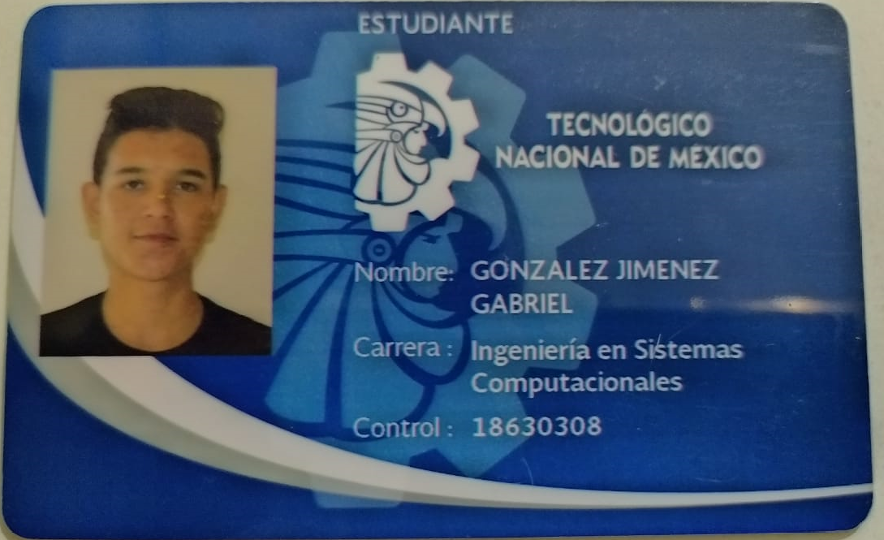 ESTUDIANTE
TECNOLÓGICO
NACIONAL DE MÉXICO
Nombre: GONZALEZ JIMENEZ
GABRIEL
Carrera : Ingeniería en Sistemas
Computacionales
Control : 18630308